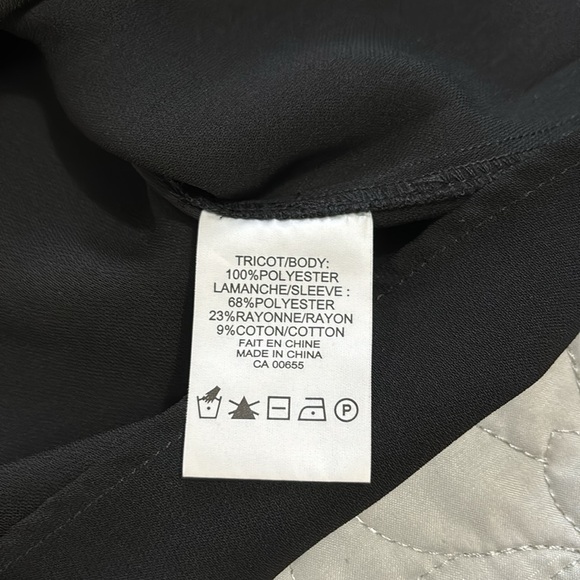 TRICOT/BODY:
100%POLYESTER
LAMANCHE/SLEEVE :
68%POLYESTER
23%RAYONNE/RAYON
9%COTON/COTTON
FAIT EN CHINE
MADE IN CHINA
CA 00655
P